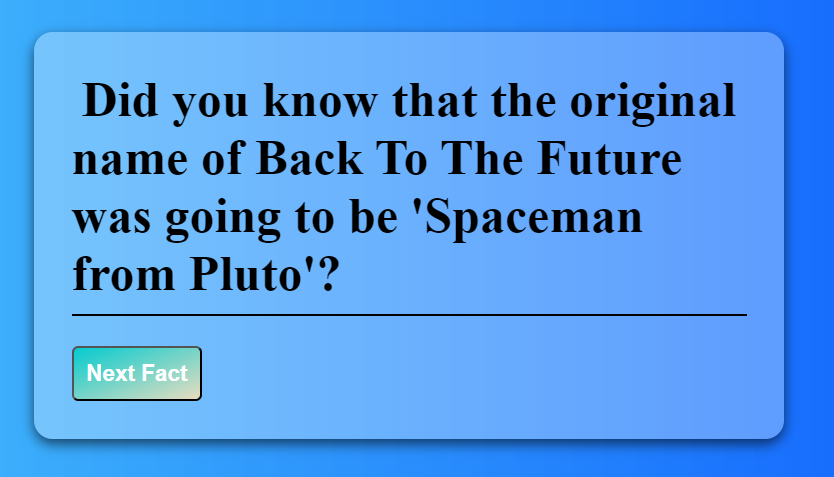 Did you know that the original
name of Back To The Future
was going to be 'Spaceman
from Pluto'?
Next Fact